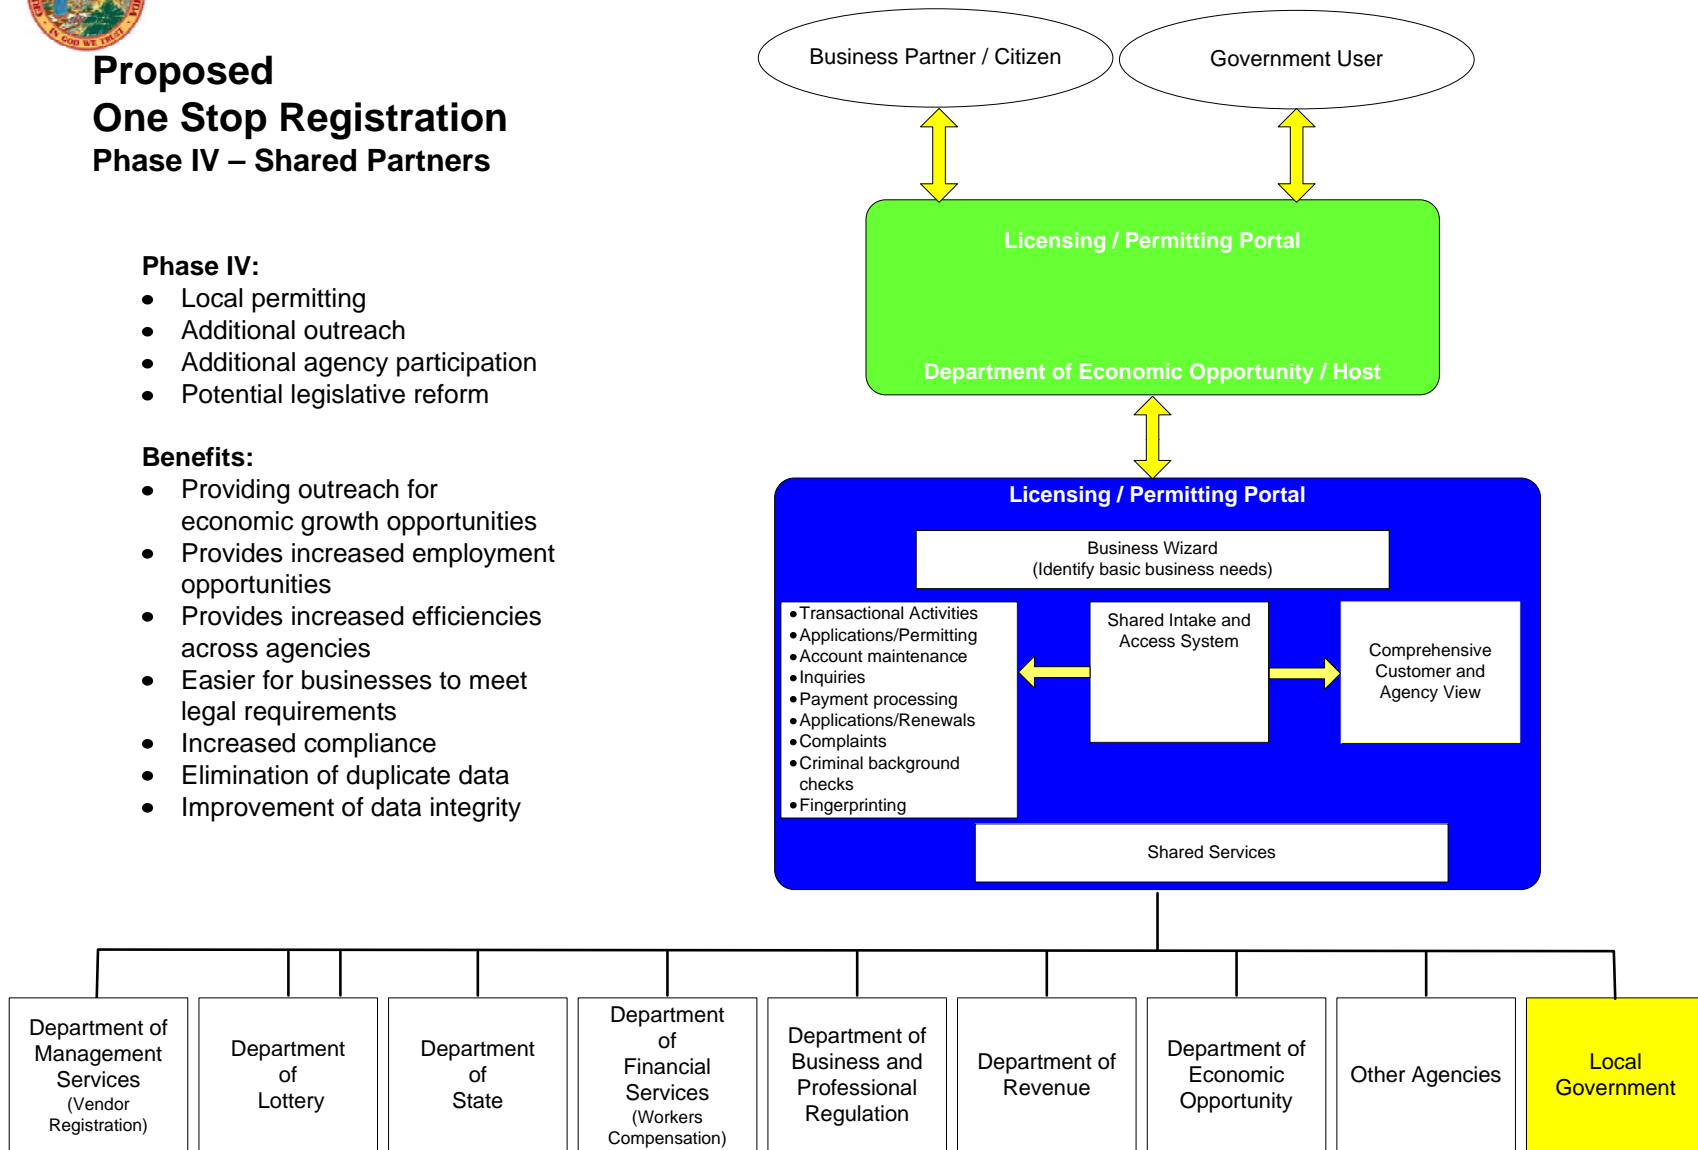 IN GOD WE TRUST
Proposed
One Stop Registration
Phase IV – Shared Partners
Phase IV:
• Local permitting
• Additional outreach
• Additional agency participation
• Potential legislative reform
Benefits:
• Providing outreach for
economic growth opportunities
• Provides increased employment
opportunities
• Provides increased efficiencies
across agencies
• Easier for businesses to meet
legal requirements
• Increased compliance
• Elimination of duplicate data
• Improvement of data integrity
Business Partner / Citizen
Government User
Licensing / Permitting Portal
Department of Economic Opportunity / Host
Licensing / Permitting Portal
Business Wizard
(Identify basic business needs)
• Transactional Activities
• Applications/Permitting
• Account maintenance
• Inquiries
• Payment processing
• Applications/Renewals
• Complaints
• Criminal background
checks
• Fingerprinting
Shared Intake and
Access System
Comprehensive
Customer and
Agency View
Shared Services
Department of
Management
Services
(Vendor
Registration)
Department
of
Lottery
Department
of
State
Department
of
Financial
Services
(Workers
Compensation)
Department of
Business and
Professional
Regulation
Department of
Revenue
Department of
Economic
Opportunity
Other Agencies
Local
Government